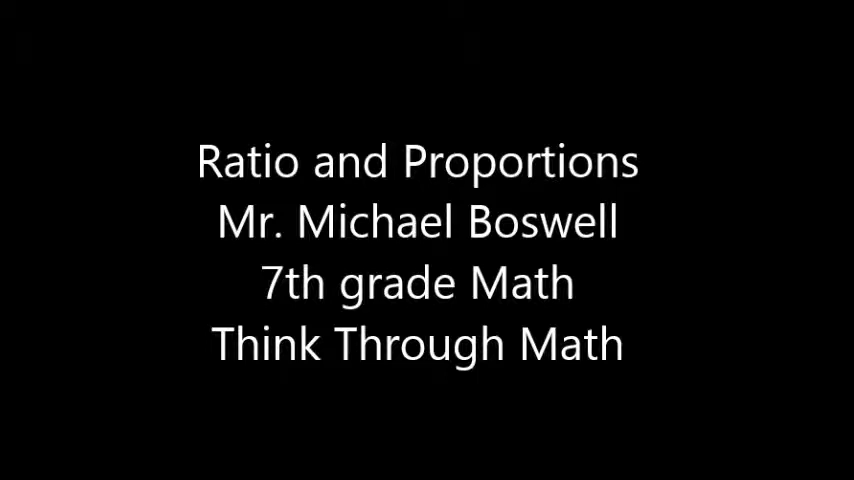 Ratio and Proportions
Mr. Michael Boswell
7th grade Math
Think Through Math